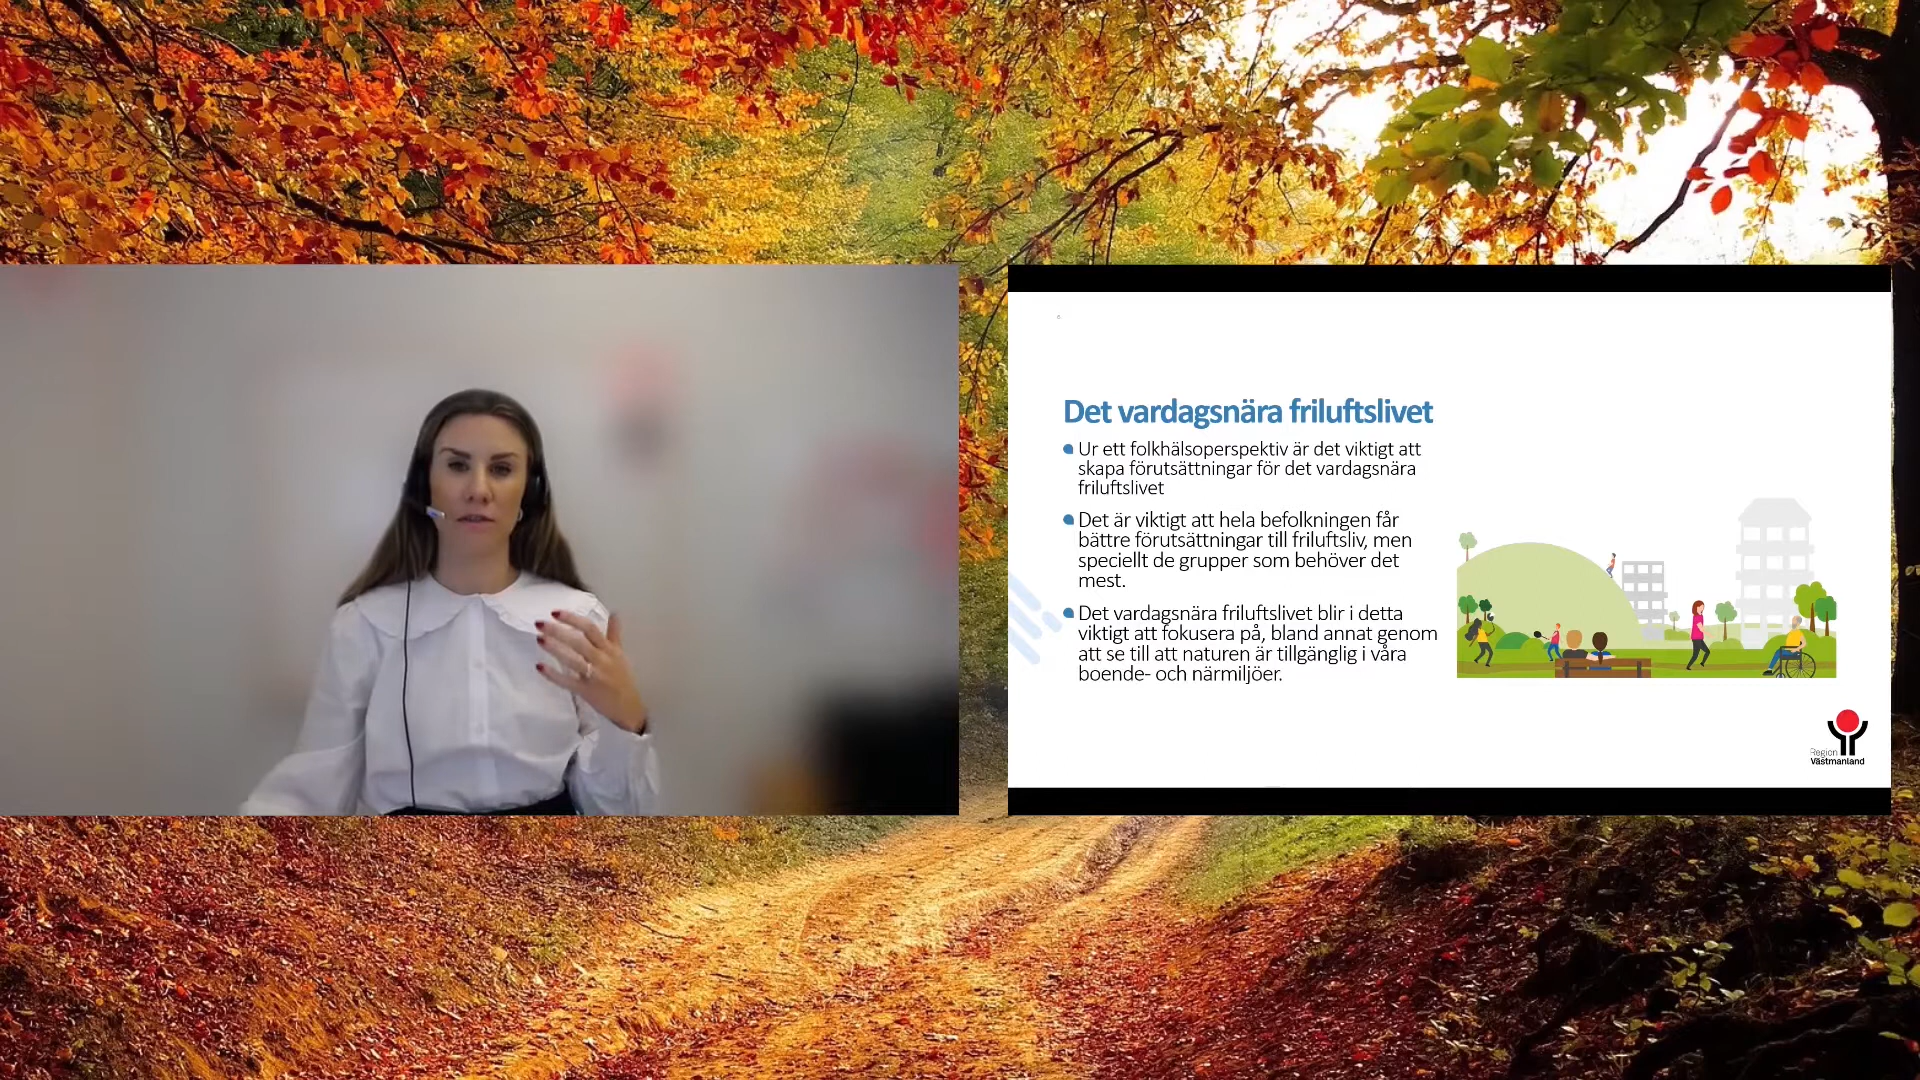 Det vardagsnära friluftslivet
Ur ett folkhälsoperspektiv är det viktigt att
skapa förutsättningar för det vardagsnära
friluftslivet
Det är viktigt att hela befolkningen får
bättre förutsättningar till friluftsliv, men
speciellt de grupper som behöver det
mest.
Det vardagsnära friluftslivet blir i detta
viktigt att fokusera på, bland annat genom
att se till att naturen är tillgänglig i våra
boende- och närmiljöer.
Region
Västmanland